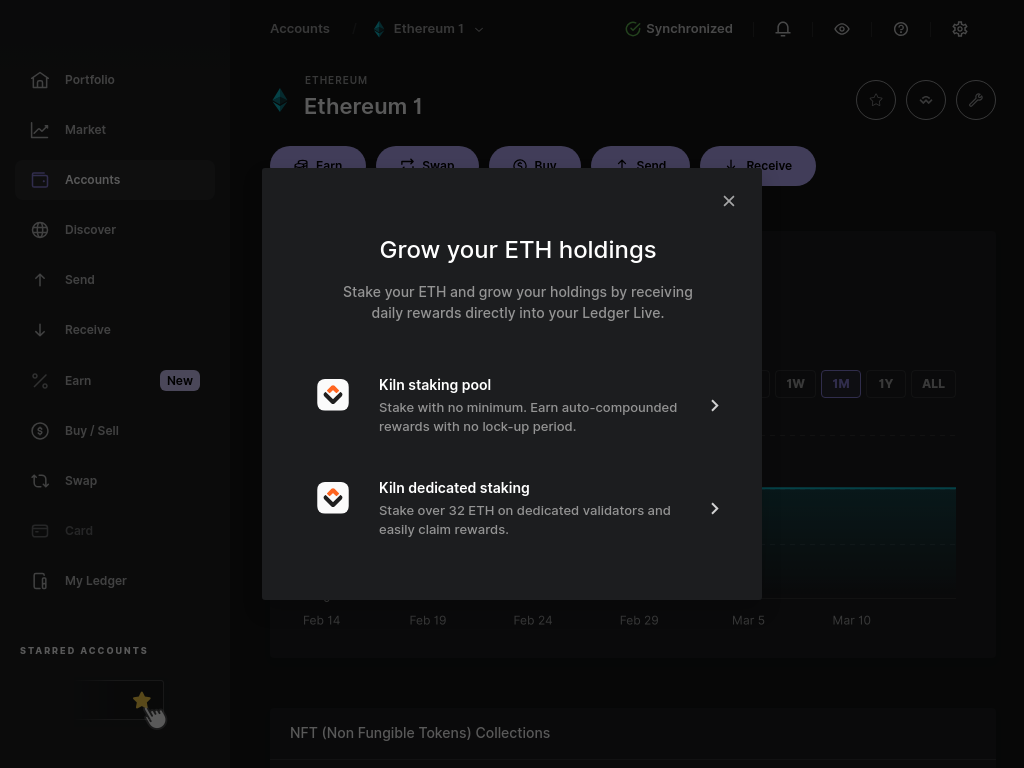 Accounts
Ethereum 1
Synchronized
Portfolio
Market
Accounts
Discover
Send
Receive
Earn
New
Buy / Sell
Swap
Card
My Ledger
STARRED ACCOUNTS
ETHEREUM
Ethereum 1
Earn
Swap
Buy
Send
Receive
Grow your ETH holdings
Stake your ETH and grow your holdings by receiving
daily rewards directly into your Ledger Live.
Kiln staking pool
Stake with no minimum. Earn auto-compounded
rewards with no lock-up period.
Kiln dedicated staking
Stake over 32 ETH on dedicated validators and
easily claim rewards.
1W
1M
1Y
ALL
Feb 14
Feb 19
Feb 24
Feb 29
Mar 5
Mar 10
NFT (Non Fungible Tokens) Collections